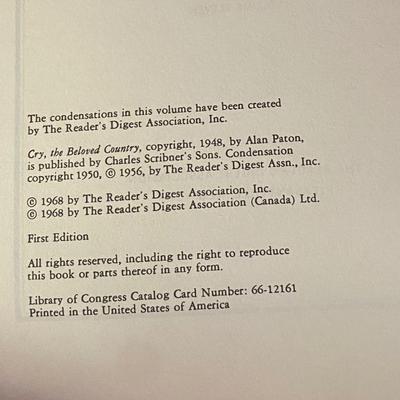 The condensations in this volume have been created
by The Reader's Digest Association, Inc.
Cry, the Beloved Country, copyright, 1948, by Alan Paton,
is published by Charles Scribner's Sons. Condensation
copyright 1950, © 1956, by The Reader's Digest Assn., Inc.
© 1968 by The Reader's Digest Association, Inc.
© 1968 by The Reader's Digest Association (Canada) Ltd.
First Edition
All rights reserved, including the right to reproduce
this book or parts thereof in any form.
Library of Congress Catalog Card Number: 66-12161
Printed in the United States of America